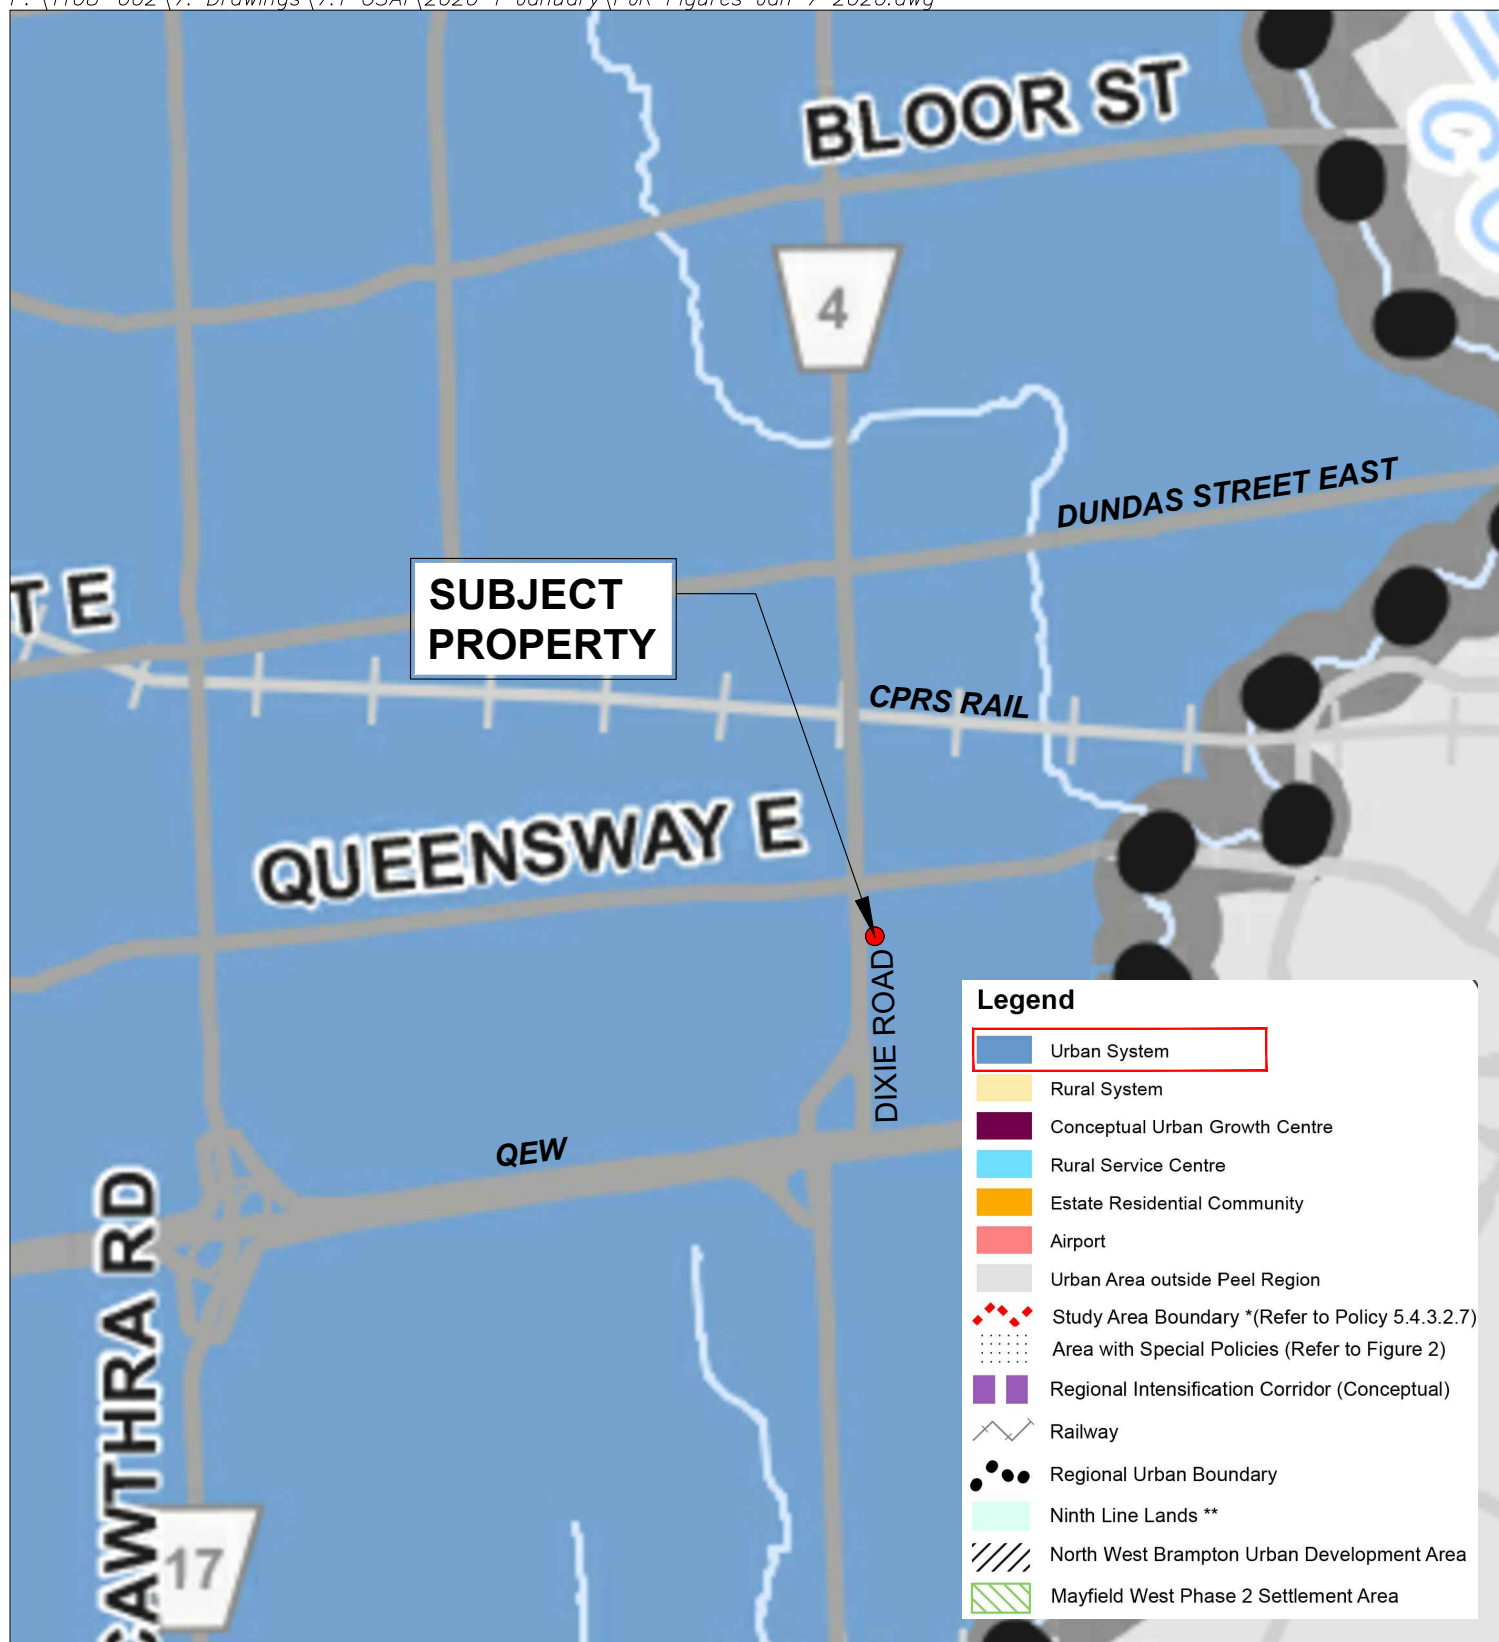 BLOOR ST
4
DUNDAS STREET EAST
T E
SUBJECT
PROPERTY
CPRS RAIL
QUEENSWAY E
DIXIE ROAD
QEW
CAWTHRA RD
17
Legend
Urban System
Rural System
Conceptual Urban Growth Centre
Rural Service Centre
Estate Residential Community
Airport
Urban Area outside Peel Region
Study Area Boundary *(Refer to Policy 5.4.3.2.7)
Area with Special Policies (Refer to Figure 2)
Regional Intensification Corridor (Conceptual)
Railway
Regional Urban Boundary
Ninth Line Lands **
North West Brampton Urban Development Area
Mayfield West Phase 2 Settlement Area